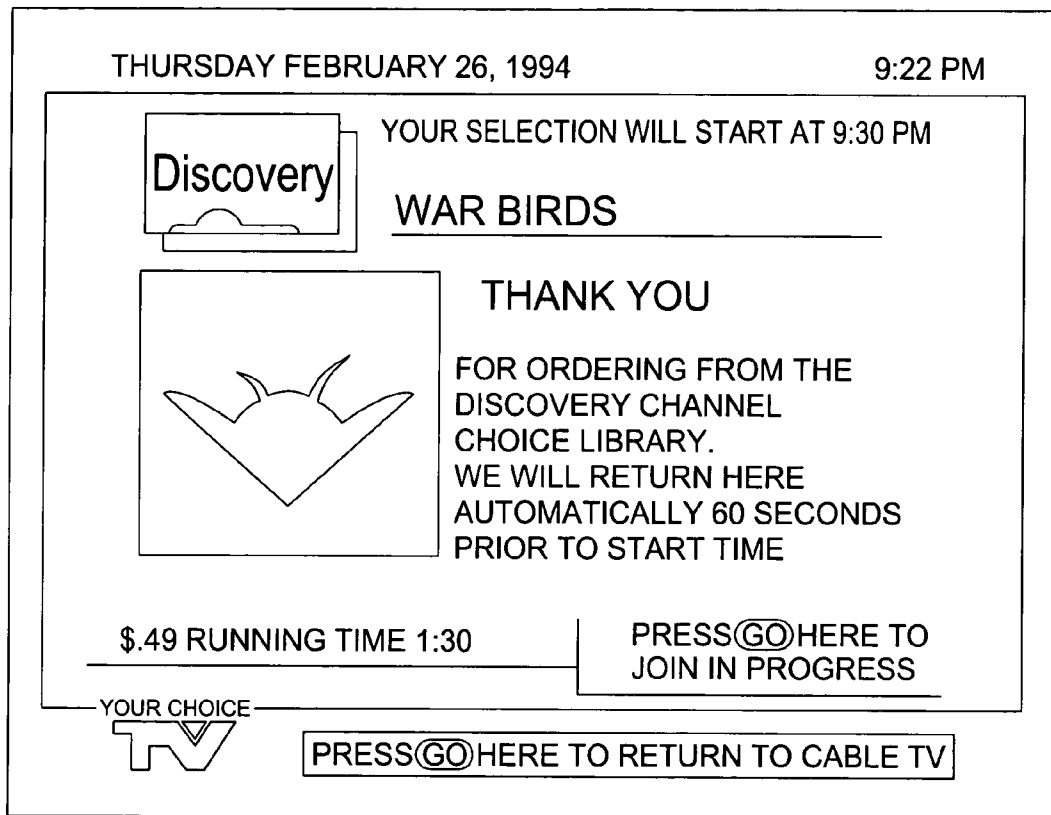 THURSDAY FEBRUARY 26, 1994 9:22 PM
Discovery
YOUR SELECTION WILL START AT 9:30 PM
WAR BIRDS
THANK YOU
FOR ORDERING FROM THE
DISCOVERY CHANNEL
CHOICE LIBRARY.
WE WILL RETURN HERE
AUTOMATICALLY 60 SECONDS
PRIOR TO START TIME
$.49 RUNNING TIME 1:30
PRESS GO HERE TO
JOIN IN PROGRESS
YOUR CHOICE
TV
PRESS GO HERE TO RETURN TO CABLE TV